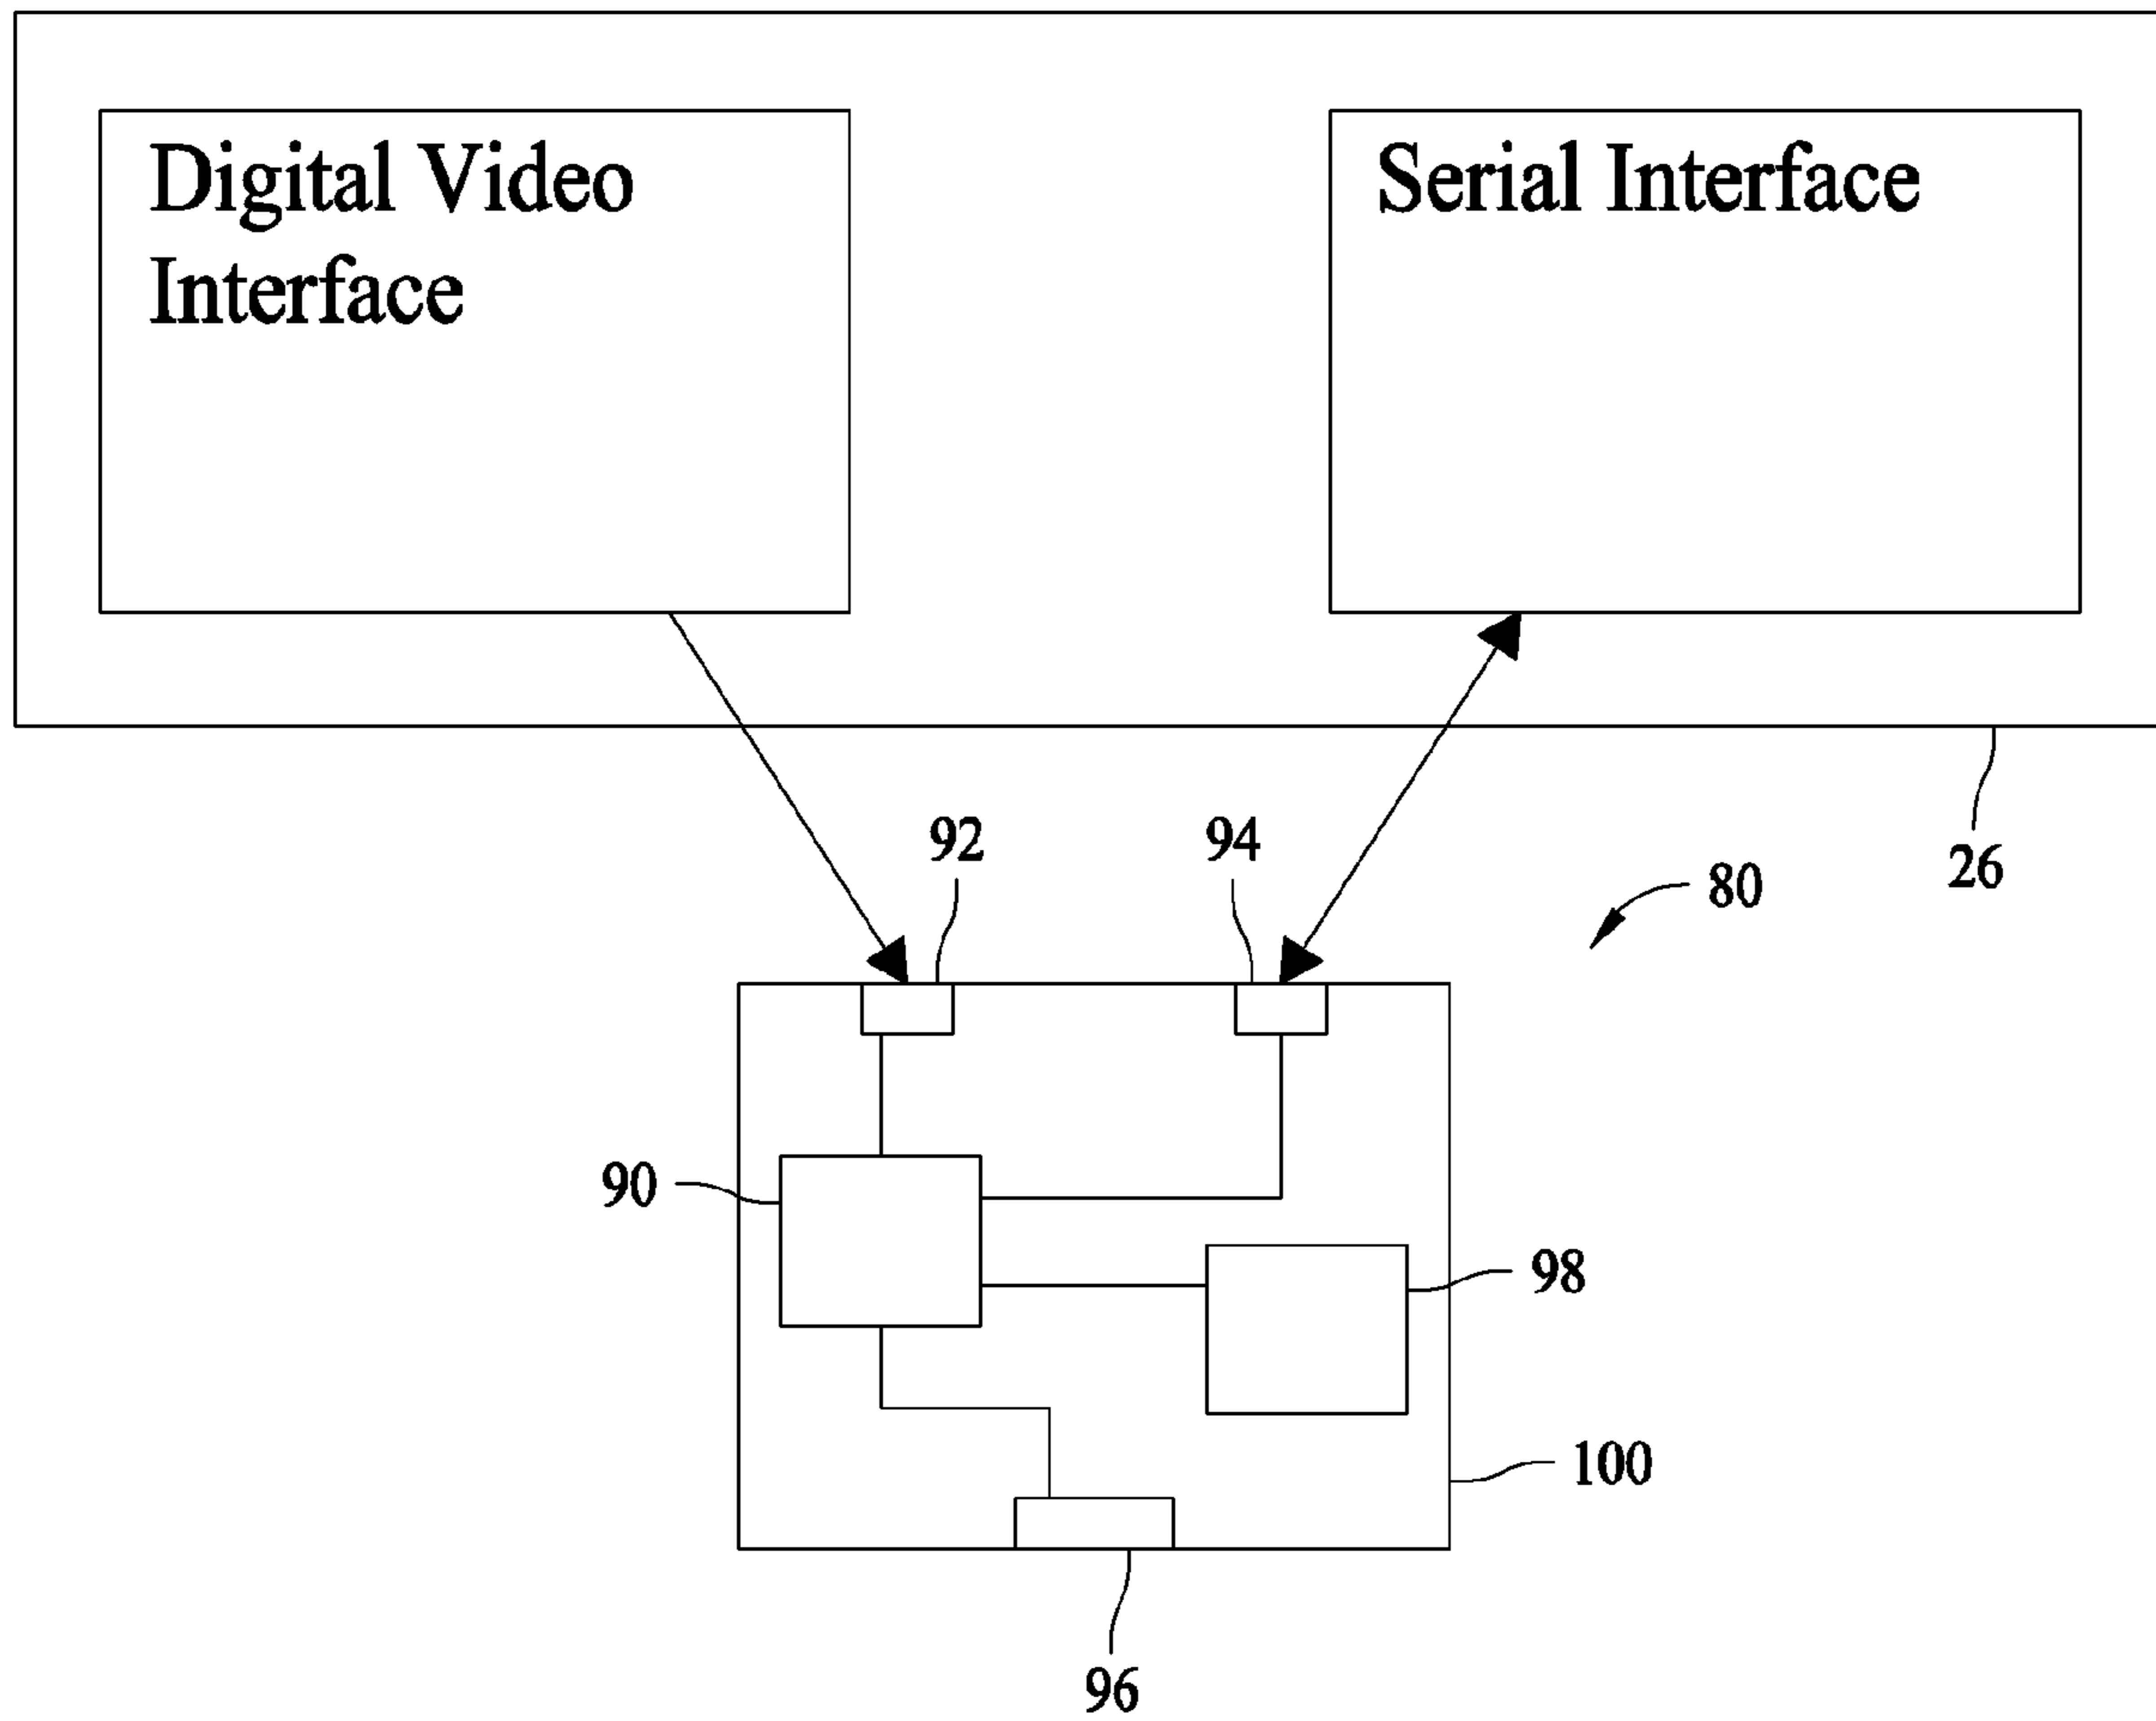 Digital Video
Interface
Serial Interface
92
94
26
80
90
98
100
96